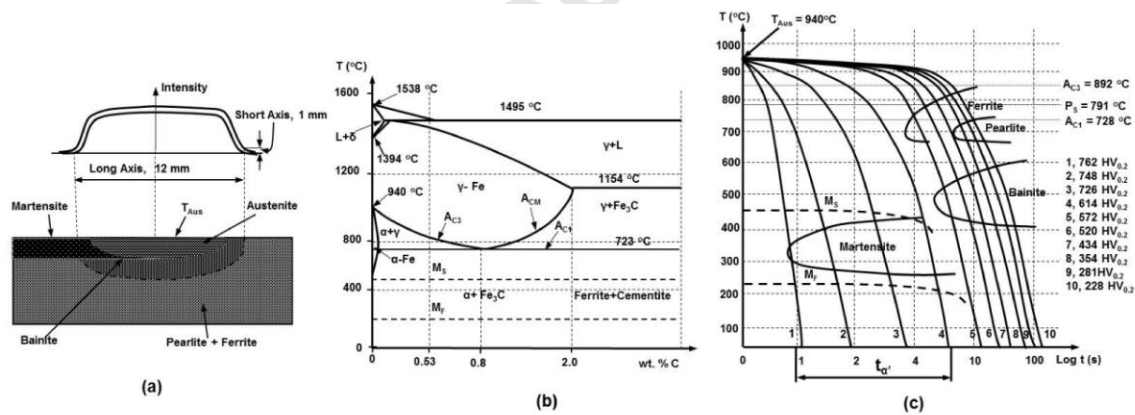 Intensity
Short Axis, 1 mm
Long Axis, 12 mm
Martensite
T_Aus
Austenite
Bainite
Pearlite + Ferrite
(a)
T (°C)
1600
1200
800
400
0
1538 °C
1495 °C
L+δ
1394 °C
γ+L
1154 °C
γ- Fe
940 °C
A_CM
γ+Fe₃C
A_C3
α+γ
A_C1
723 °C
α-Fe
M_S
α+ Fe₃C
Ferrite+Cementite
M_F
0
0.53
0.8
2.0
wt. % C
(b)
T (°C)
T_Aus = 940°C
1000
900
800
700
600
500
400
300
200
100
A_C3 = 892 °C
Ferrite
P_S = 791 °C
Pearlite
A_C1 = 728 °C
Bainite
M_S
Martensite
M_F
1, 762 HV₀.₂
2, 748 HV₀.₂
3, 726 HV₀.₂
4, 614 HV₀.₂
5, 572 HV₀.₂
6, 520 HV₀.₂
7, 434 HV₀.₂
8, 354 HV₀.₂
9, 281HV₀.₂
10, 228 HV₀.₂
1 2 3 4 5 6 7 8 9 10
0 1 2 4 10 100 Log t (s)
t_α'
(c)